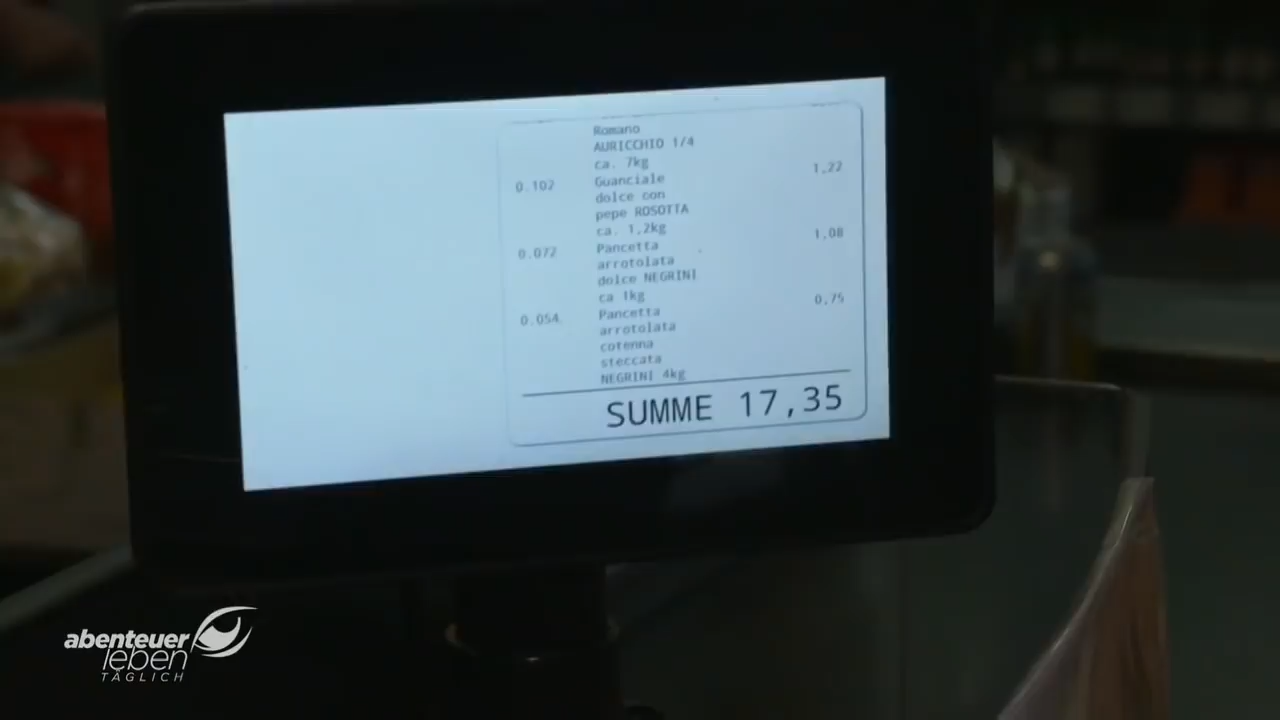 Romano
AURICCHIO 1/4
ca. 7kg
0.102 Guanciale 1,22
dolce con
pepe ROSOTTA
ca. 1,2kg
0.072 Pancetta 1,08
arrotolata
dolce NEGRINI
ca 1kg
0.054 Pancetta 0,75
arrotolata
cotenna
steccata
NEGRINI 4kg
SUMME 17,35
abenteuer
leben
TÄGLICH